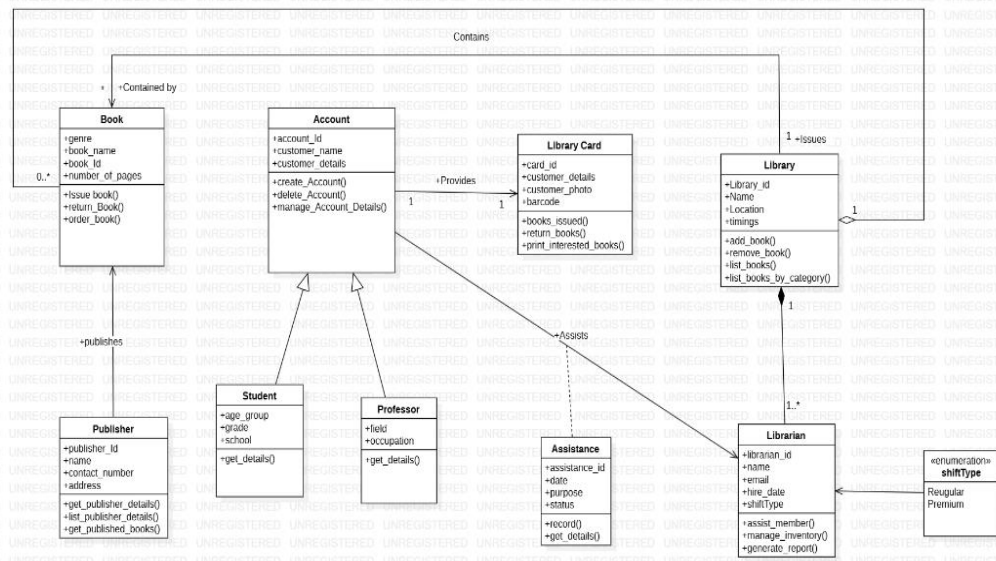 Contains
*
+Contained by
Book
+genre
+book_name
+book_Id
+number_of_pages
+Issue book()
+return_Book()
+order_book()
0..*
Account
+account_Id
+customer_name
+customer_details
+create_Account()
+delete_Account()
+manage_Account_Details()
+Provides
1
1
Library Card
+card_id
+customer_details
+customer_photo
+barcode
+books_issued()
+return_books()
+print_interested_books()
1
+Issues
Library
+Library_id
+Name
+Location
+timings
+add_book()
+remove_book()
+list_books()
+list_books_by_category()
1
1
1..*
+publishes
+Assists
Publisher
+publisher_Id
+name
+contact_number
+address
+get_publisher_details()
+list_publisher_details()
+get_published_books()
Student
+age_group
+grade
+school
+get_details()
Professor
+field
+occupation
+get_details()
Assistance
+assistance_id
+date
+purpose
+status
+record()
+get_details()
Librarian
+librarian_id
+name
+email
+hire_date
+shiftType
+assist_member()
+manage_inventory()
+generate_report()
«enumeration»
shiftType
Reugular
Premium
UNREGISTERED